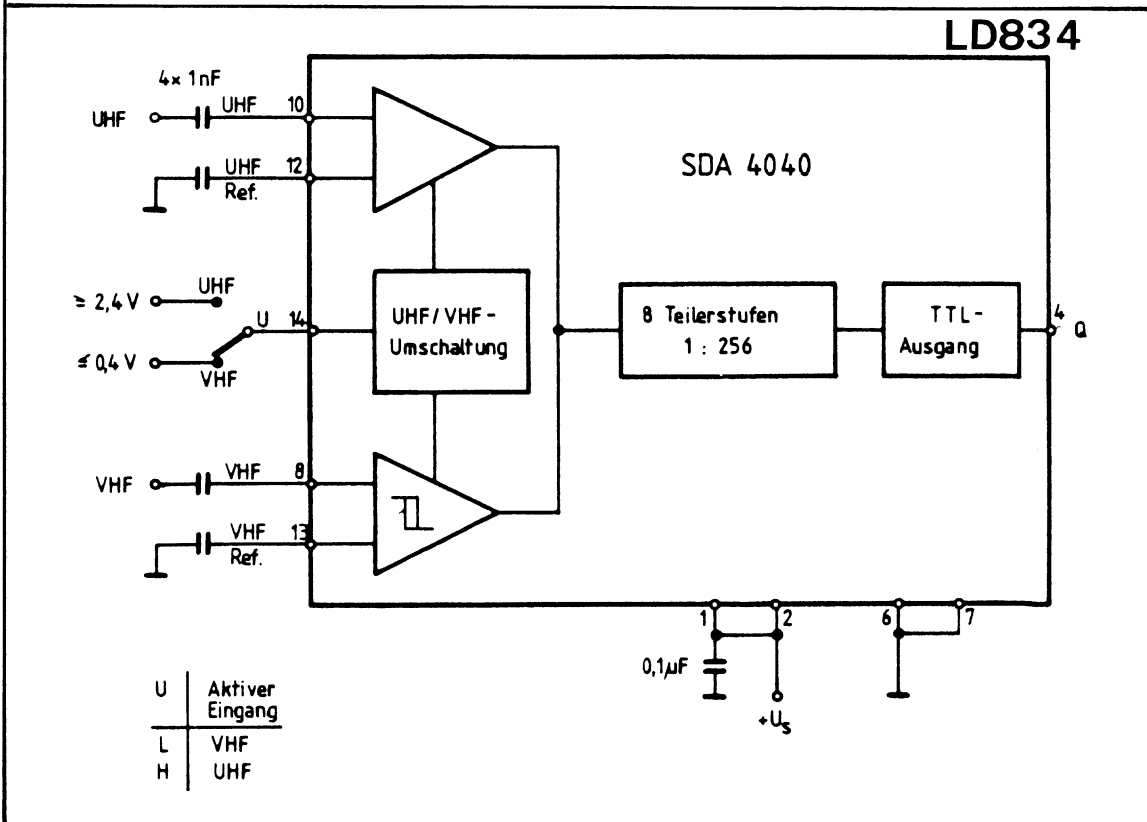 LD834
4× 1nF
UHF
UHF 10
UHF 12
Ref.
SDA 4040
≥ 2,4 V
UHF
U 14
≤ 0,4 V
VHF
UHF / VHF -
Umschaltung
8 Teilerstufen
1 : 256
TTL-
Ausgang
4
Q
VHF
VHF 8
VHF 13
Ref.
1
2
6
7
0,1µF
+Us
U Aktiver
Eingang
L VHF
H UHF